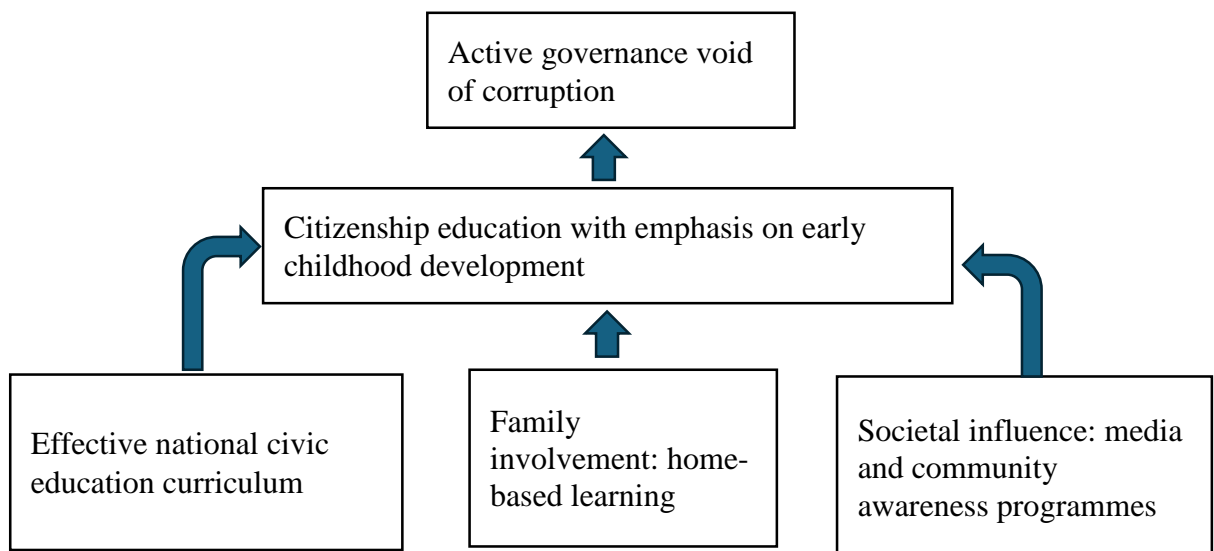 Active governance void
of corruption
Citizenship education with emphasis on early
childhood development
Effective national civic
education curriculum
Family
involvement: home-
based learning
Societal influence: media
and community
awareness programmes